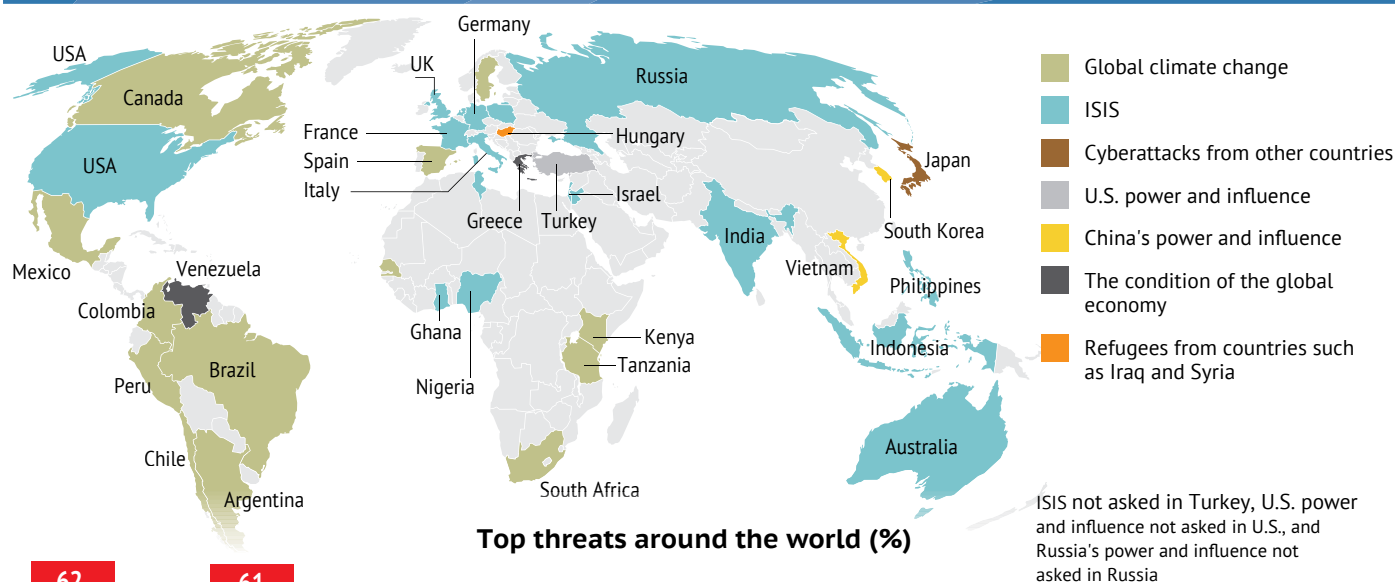 Germany
USA
UK
Russia
Canada
France
Hungary
Spain
Japan
USA
Italy
Israel
Greece
Turkey
South Korea
India
Mexico
Venezuela
Vietnam
Philippines
Colombia
Ghana
Kenya
Indonesia
Tanzania
Peru
Brazil
Nigeria
Chile
Australia
South Africa
Argentina
Global climate change
ISIS
Cyberattacks from other countries
U.S. power and influence
China's power and influence
The condition of the global
economy
Refugees from countries such
as Iraq and Syria
ISIS not asked in Turkey, U.S. power
and influence not asked in U.S., and
Russia's power and influence not
asked in Russia
Top threats around the world (%)
62
61